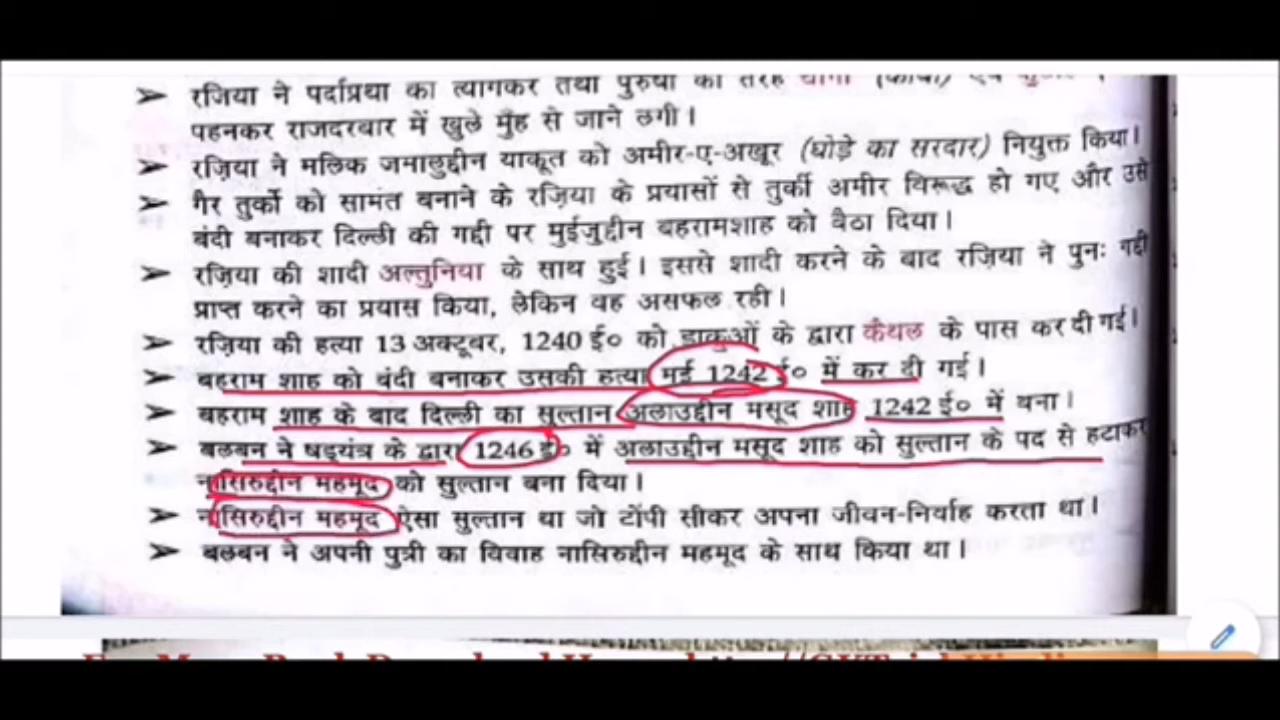 ➤ रजिया ने पर्दाप्रथा का त्यागकर तथा पुरुषों की तरह चोगा (काबा) एवं
पहनकर राजदरबार में खुले मुँह से जाने लगी।
➤ रज़िया ने मलिक जमालुद्दीन याकूत को अमीर-ए-अखूर (घोड़े का सरदार) नियुक्त किया।
➤ गैर तुर्कों को सामंत बनाने के रज़िया के प्रयासों से तुर्की अमीर विरूद्ध हो गए और उसे
बंदी बनाकर दिल्ली की गद्दी पर मुईजुद्दीन बहरामशाह को बैठा दिया।
➤ रज़िया की शादी अल्तुनिया के साथ हुई। इससे शादी करने के बाद रज़िया ने पुनः गद्दी
प्राप्त करने का प्रयास किया, लेकिन वह असफल रही।
➤ रज़िया की हत्या 13 अक्टूबर, 1240 ई० को डाकुओं के द्वारा कैथल के पास कर दी गई।
➤ बहराम शाह को बंदी बनाकर उसकी हत्या मई 1242 ई० में कर दी गई।
➤ बहराम शाह के बाद दिल्ली का सुल्तान अलाउद्दीन मसूद शाह 1242 ई० में बना।
➤ बलबन ने षड्यंत्र के द्वारा 1246 ई० में अलाउद्दीन मसूद शाह को सुल्तान के पद से हटाकर
नासिरुद्दीन महमूद को सुल्तान बना दिया।
➤ नासिरुद्दीन महमूद ऐसा सुल्तान था जो टोपी सीकर अपना जीवन-निर्वाह करता था।
➤ बलबन ने अपनी पुत्री का विवाह नासिरुद्दीन महमूद के साथ किया था।